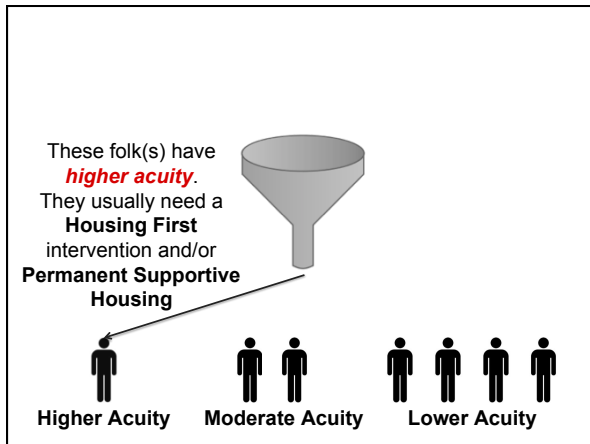 These folk(s) have
higher acuity.
They usually need a
Housing First
intervention and/or
Permanent Supportive
Housing
Higher Acuity
Moderate Acuity
Lower Acuity